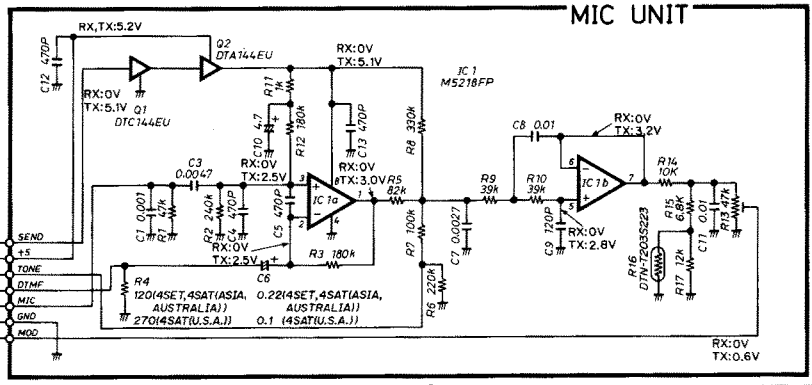 MIC UNIT
RX,TX:5.2V
C12 470P
Q2
DTA144EU
RX:0V
TX:5.1V
Q1
DTC144EU
R11
1k
RX:0V
TX:5.1V
IC 1
M5218FP
C10 4.7
+
R12 180k
C13 470P
R8 330k
C8 0.01
RX:0V
TX:3.2V
C3
0.0047
RX:0V
TX:2.5V
RX:0V
TX:3.0V
R5
82k
R9
39k
R10
39k
R14
10K
C1 0.001
R1 47k
R2 240k
C4 470P
C5 470P
3
8
+
IC 1a
-
2
4
1
6
-
IC 1b
+
5
7
R7 100k
C7 0.0027
C9 120P
RX:0V
TX:2.8V
R15
6.8K
C11 0.01
R13 47k
RX:0V
TX:2.5V
C6
+
R3 180k
R6 220k
R16
DTN-T203S223
R17 12k
R4
120(4SET,4SAT(ASIA,
AUSTRALIA))
270(4SAT(U.S.A.))
0.22(4SET,4SAT(ASIA,
AUSTRALIA))
0.1 (4SAT(U.S.A.))
SEND
+5
TONE
DTMF
MIC
GND
MOD
RX:0V
TX:0.6V